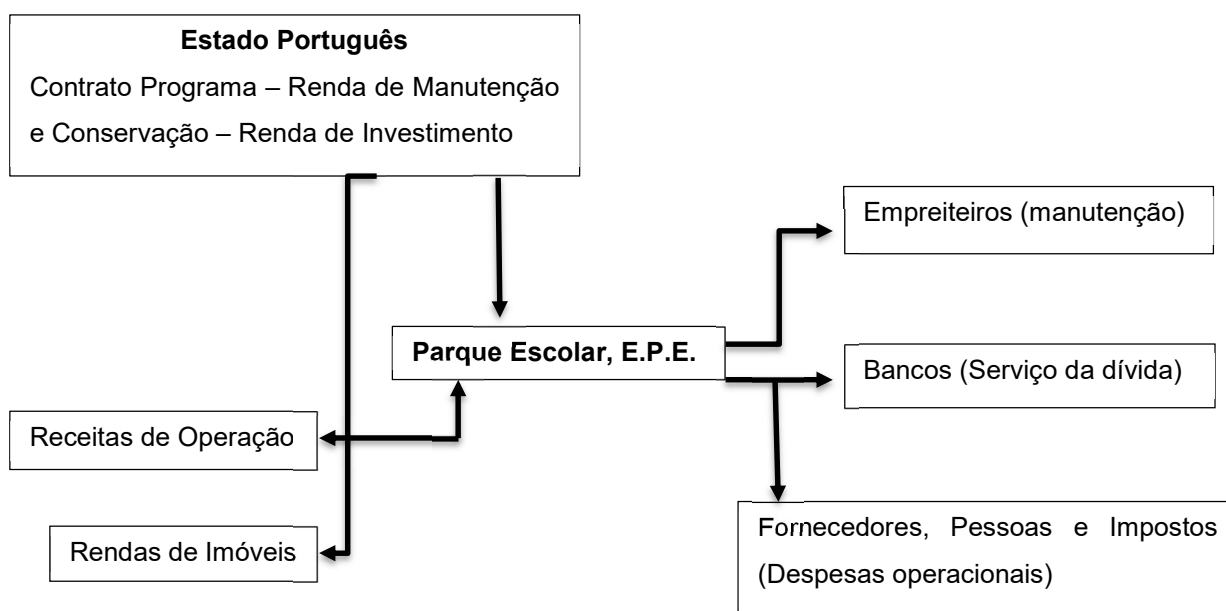 Estado Português
Contrato Programa – Renda de Manutenção
e Conservação – Renda de Investimento
Empreiteiros (manutenção)
Parque Escolar, E.P.E.
Bancos (Serviço da dívida)
Receitas de Operação
Rendas de Imóveis
Fornecedores, Pessoas e Impostos
(Despesas operacionais)